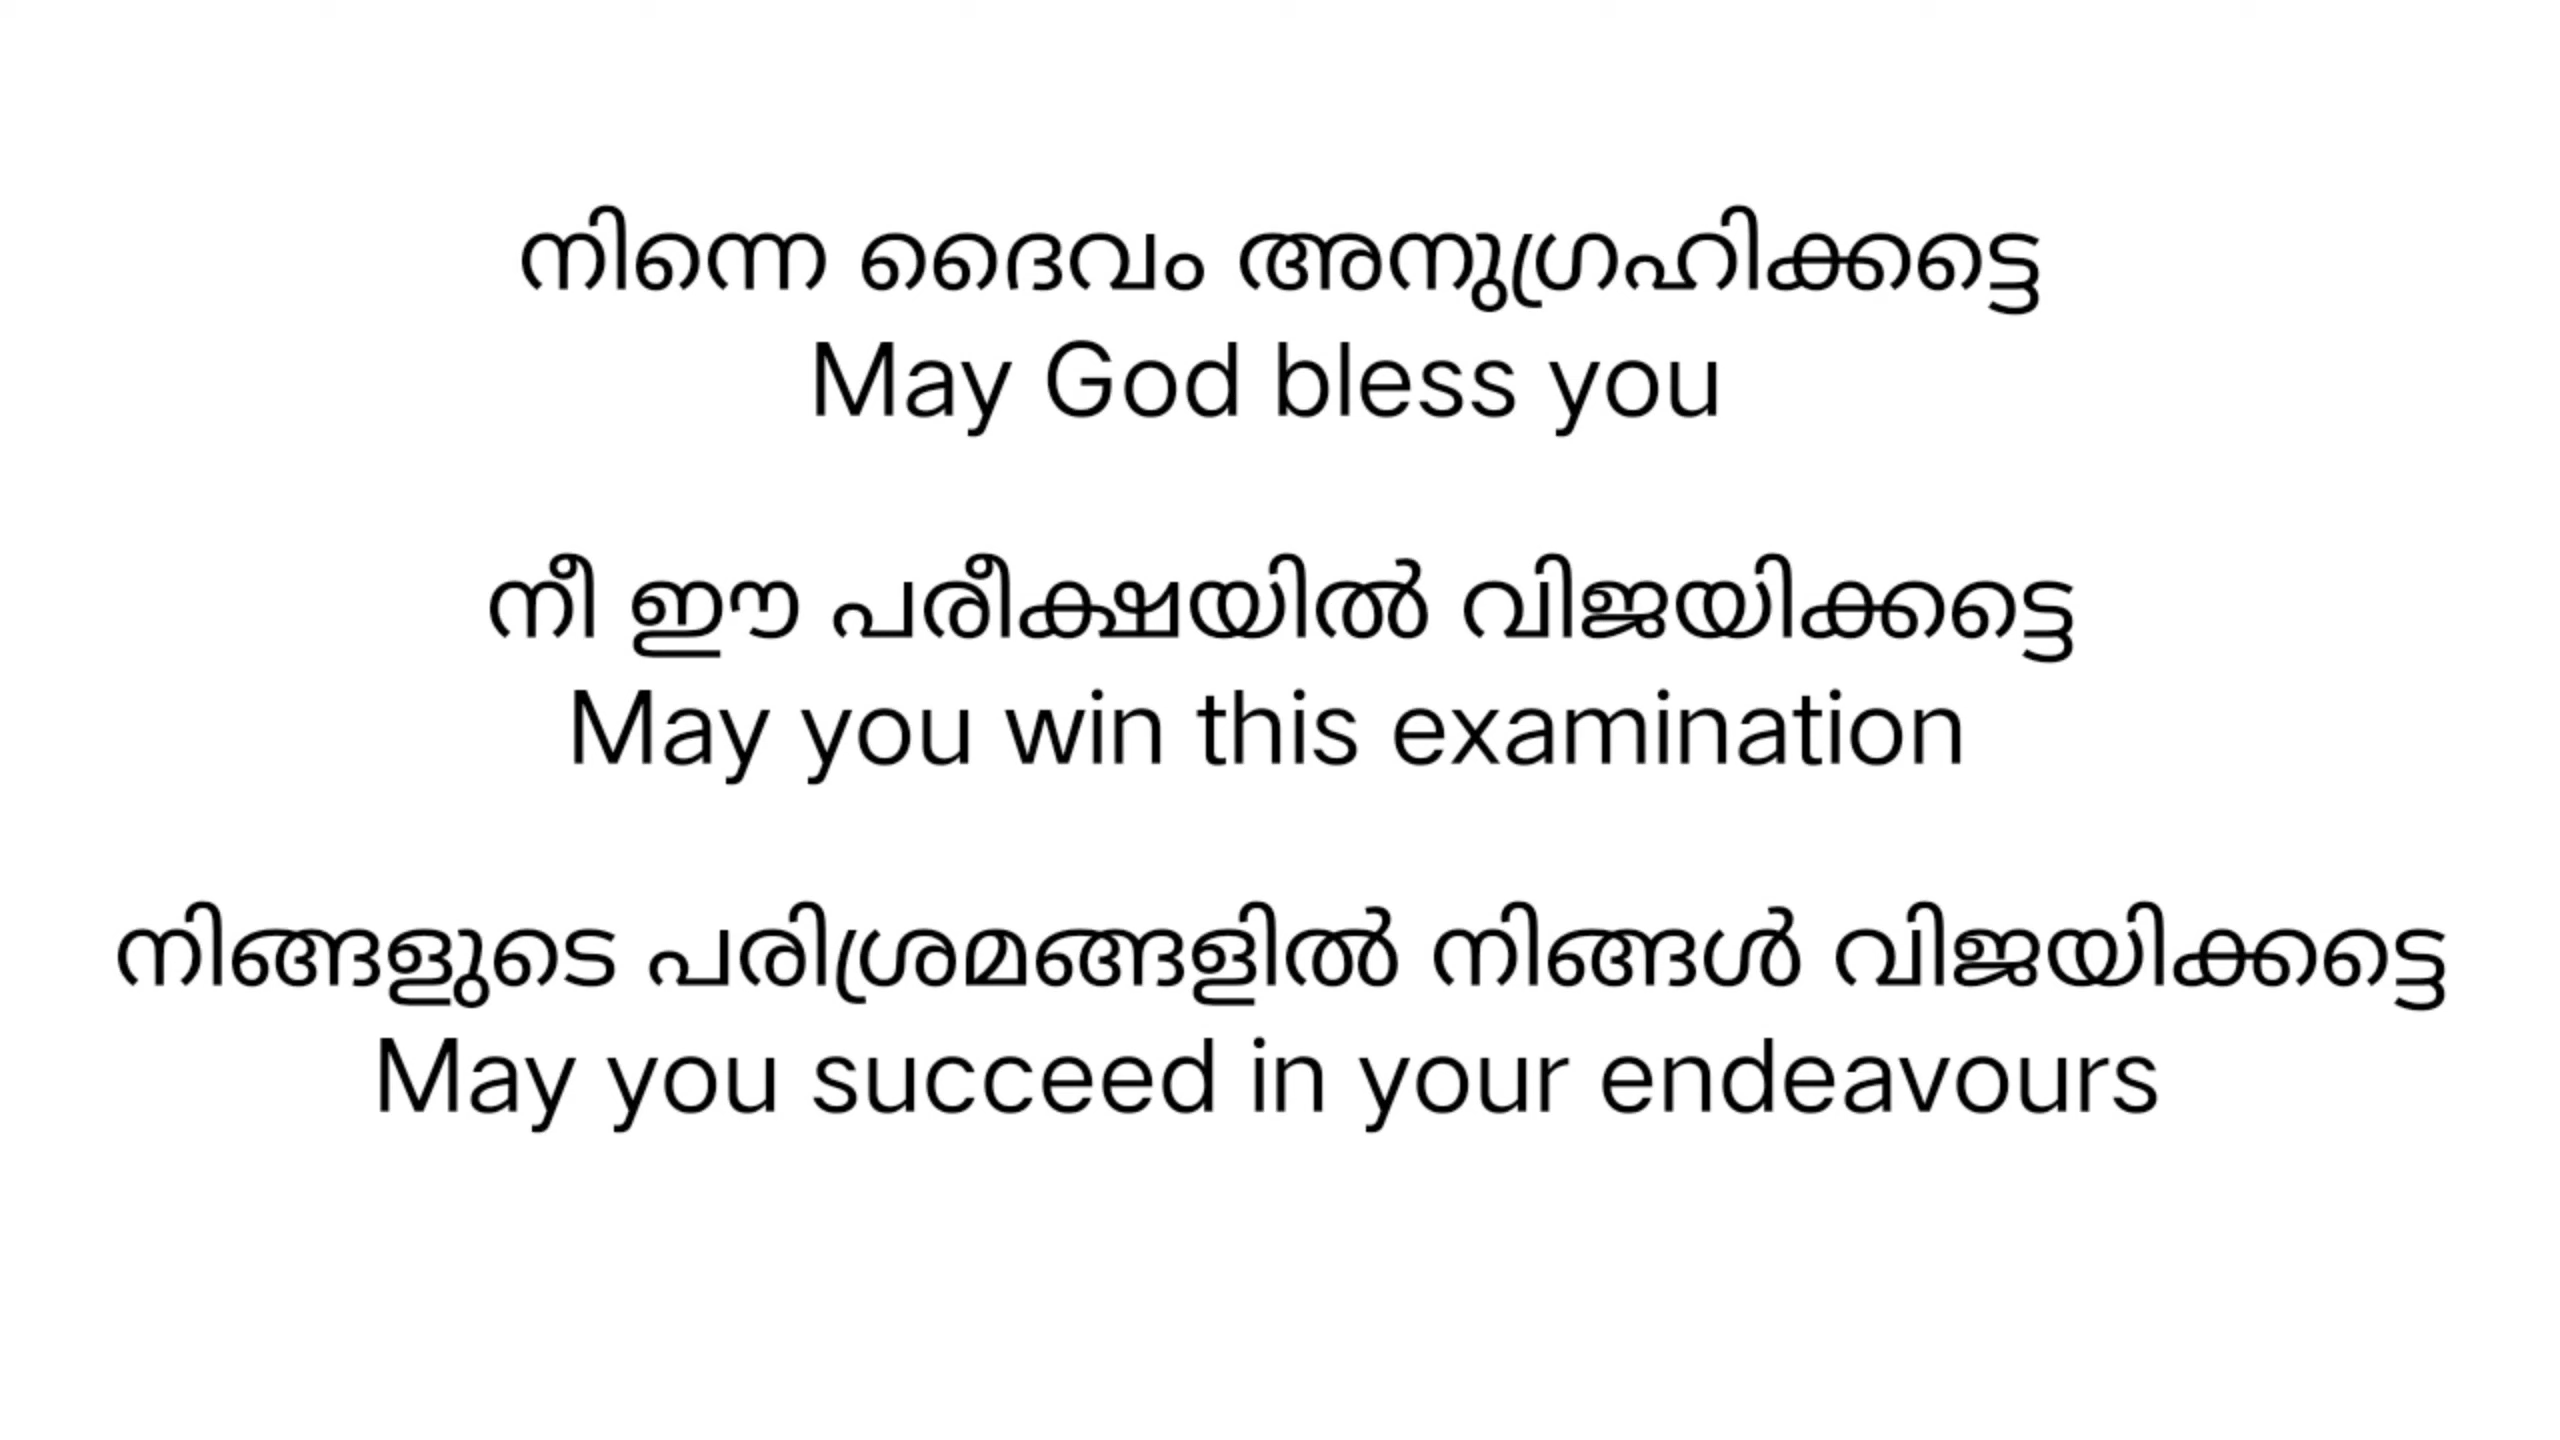 നിന്നെ ദൈവം അനുഗ്രഹിക്കട്ടെ
May God bless you
നീ ഈ പരീക്ഷയിൽ വിജയിക്കട്ടെ
May you win this examination
നിങ്ങളുടെ പരിശ്രമങ്ങളിൽ നിങ്ങൾ വിജയിക്കട്ടെ
May you succeed in your endeavours